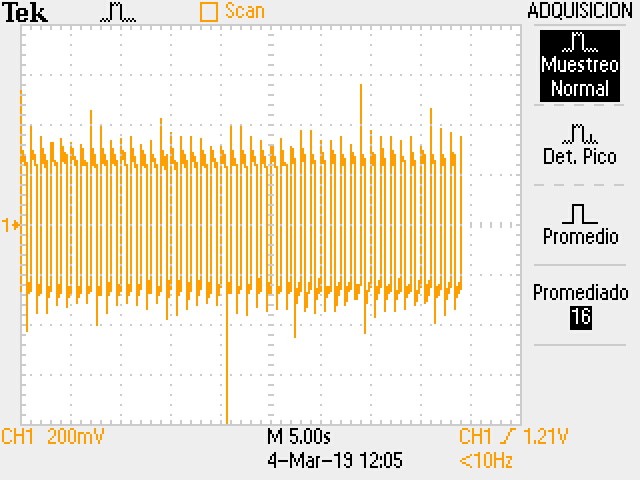 Tek
Scan
ADQUISICION
Muestreo
Normal
Det. Pico
Promedio
Promediado
16
1
CH1 200mV
M 5.00s
CH1 1.21V
4-Mar-19 12:05
<10Hz